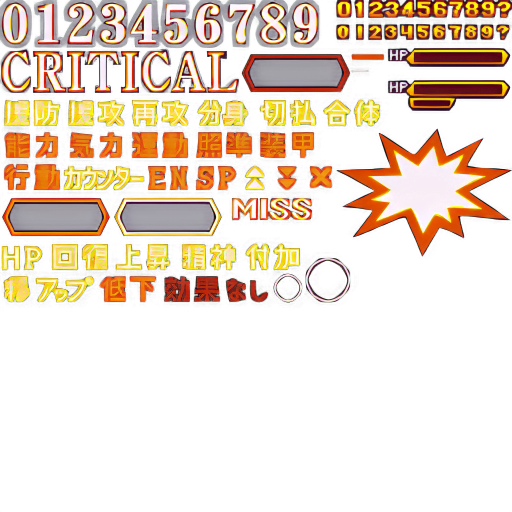 0123456789
0123456789?
0123456789?
CRITICAL
HP
HP
援防 援攻 再攻 分身 切払 合体
能力 気力 運動 照準 装甲
行動 カウンター EN SP
MISS
HP 回復 上昇 精神 付加
アップ 低下 効果なし